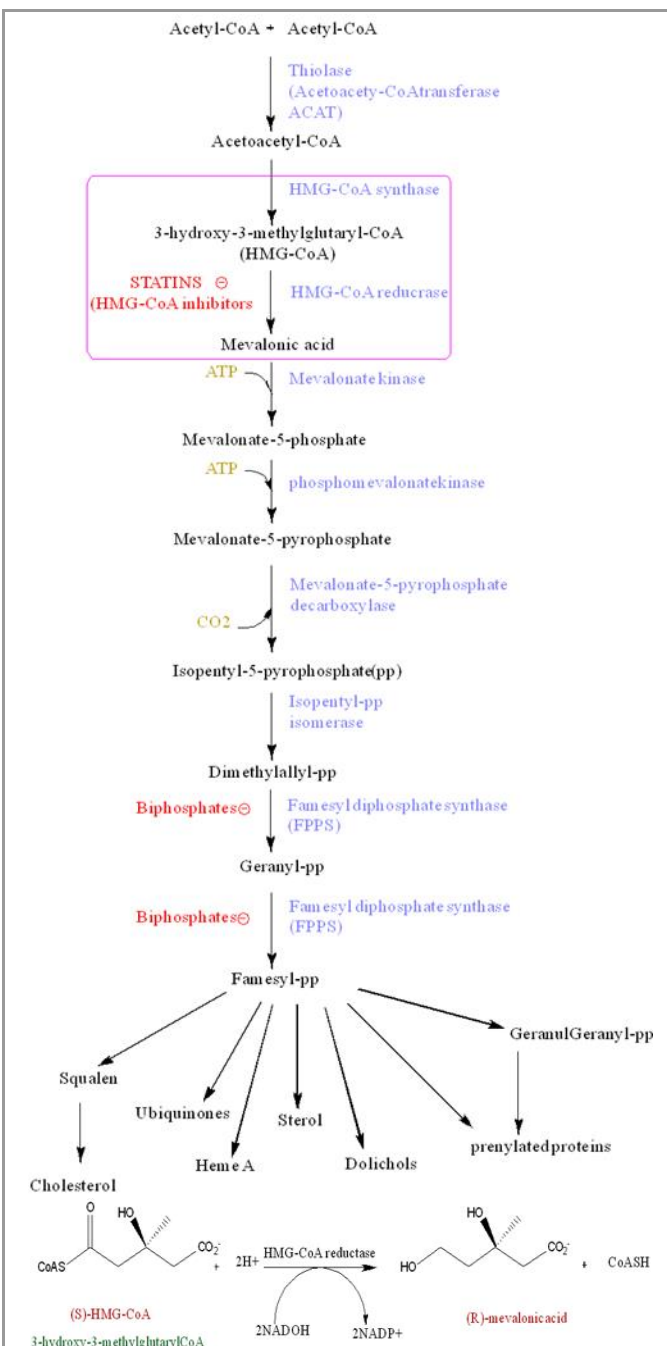 Acetyl-CoA + Acetyl-CoA
Thiolase
(Acetoacety-CoAtransferase
ACAT)
Acetoacetyl-CoA
HMG-CoA synthase
3-hydroxy-3-methylglutaryl-CoA
(HMG-CoA)
STATINS ⊖
(HMG-CoA inhibitors
HMG-CoA reducrase
Mevalonic acid
ATP
Mevalonate kinase
Mevalonate-5-phosphate
ATP
phosphomevalonatekinase
Mevalonate-5-pyrophosphate
Mevalonate-5-pyrophosphate
decarboxylase
CO2
Isopentyl-5-pyrophosphate(pp)
Isopentyl-pp
isomerase
Dimethylallyl-pp
Biphosphates⊖
Famesyl diphosphate synthase
(FPPS)
Geranyl-pp
Biphosphates⊖
Famesyl diphosphate synthase
(FPPS)
Famesyl-pp
GeranulGeranyl-pp
Squalen
Ubiquinones
Sterol
prenylated proteins
Heme A
Dolichols
Cholesterol
O
HO
CoAS
CO2-
+
2H+
HMG-CoA reductase
2NADOH
2NADP+
HO
HO
CO2-
+
CoASH
(S)-HMG-CoA
(R)-mevalonicacid
3-hydroxy-3-methylglutarylCoA